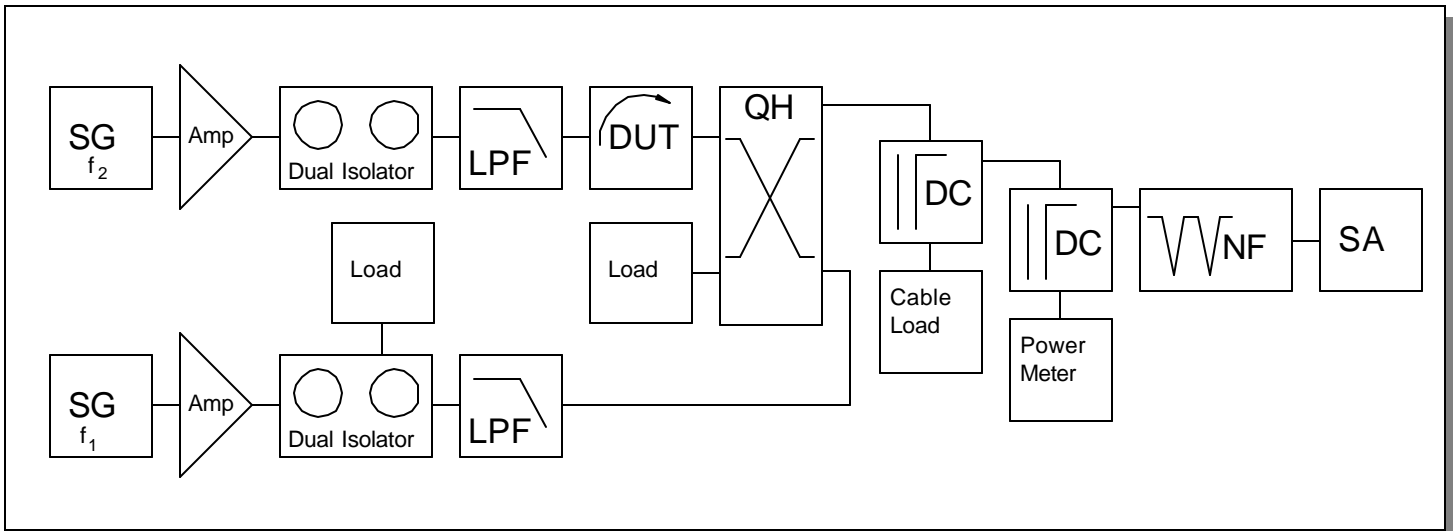 SG
f2
Amp
Dual Isolator
LPF
DUT
QH
DC
DC
NF
SA
Load
Load
Cable
Load
Power
Meter
SG
f1
Amp
Dual Isolator
LPF